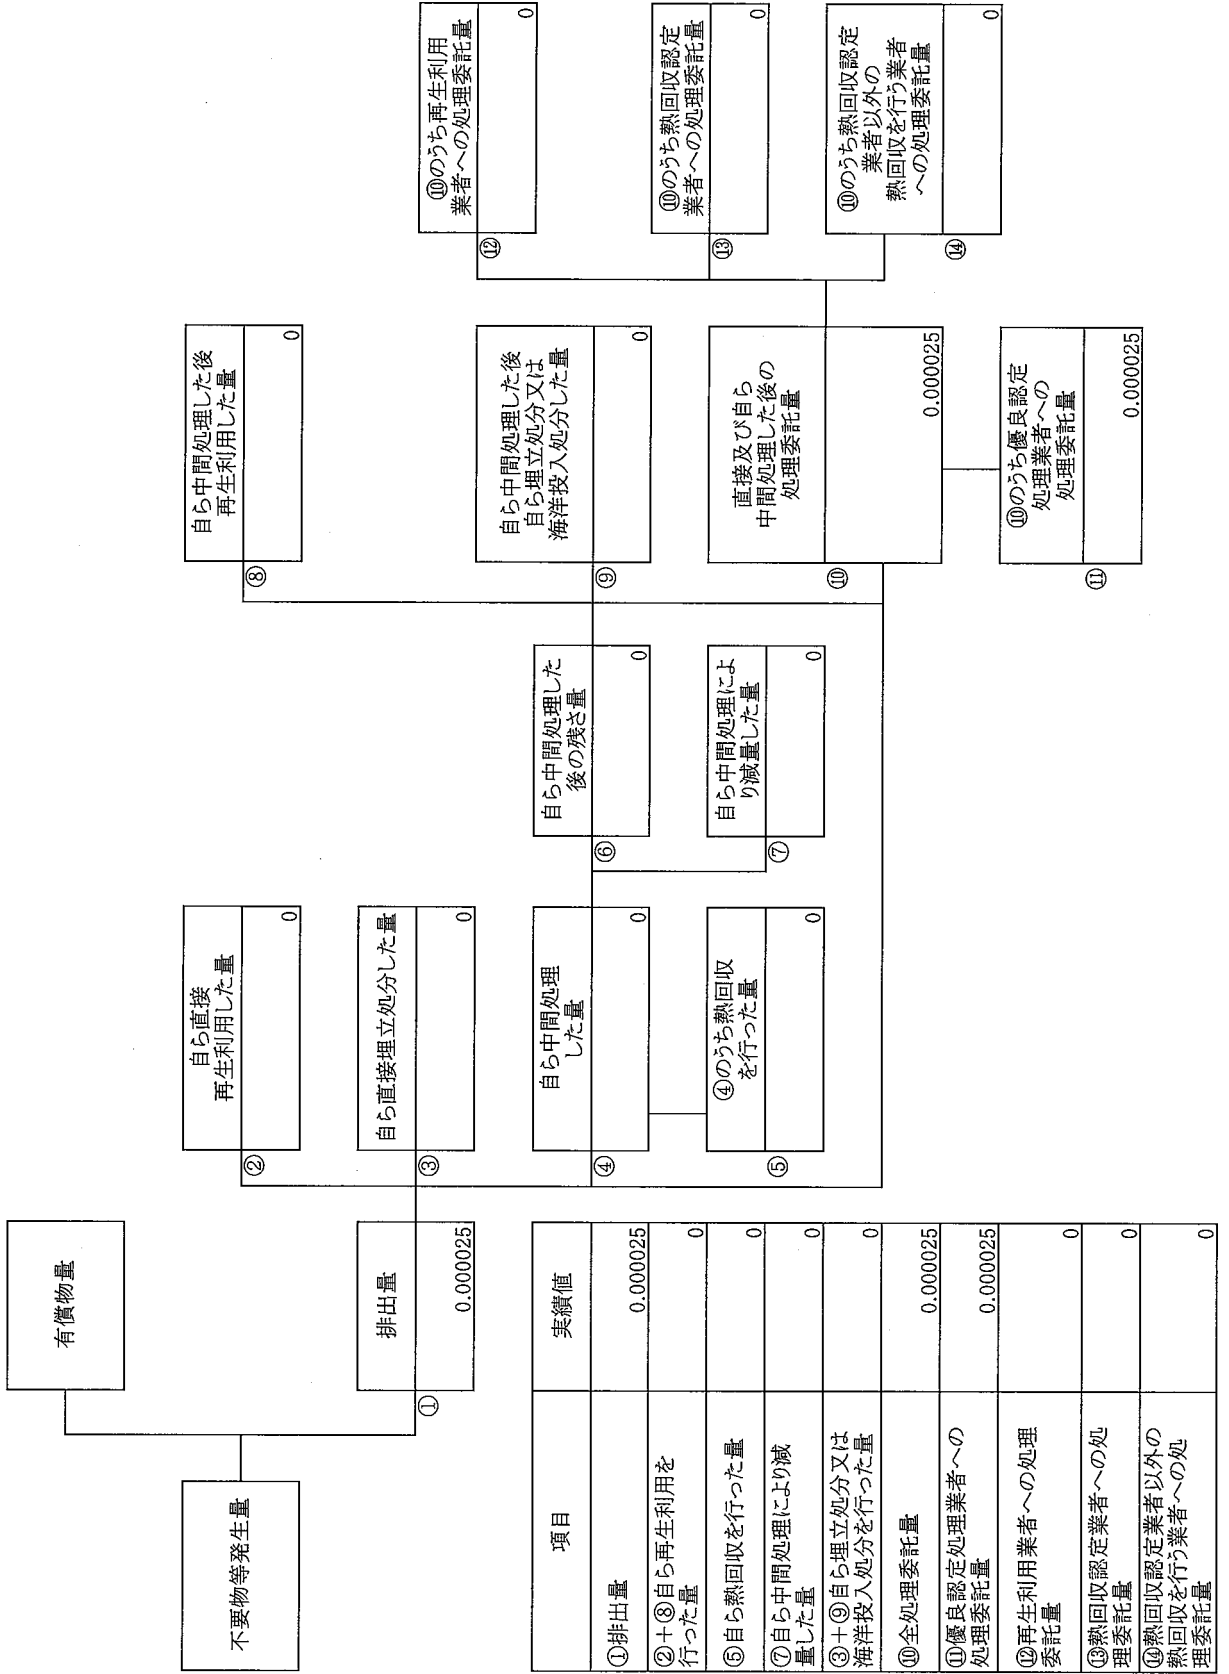 有償物量
不要物等発生量
排出量
①
0.000025
自ら直接
再生利用した量
②
0
自ら直接埋立処分した量
③
0
自ら中間処理
した量
④
0
④のうち熱回収
を行った量
⑤
0
自ら中間処理した
後の残さ量
⑥
0
自ら中間処理によ
り減量した量
⑦
0
自ら中間処理した後
再生利用した量
⑧
0
自ら中間処理した後
自ら埋立処分又は
海洋投入処分した量
⑨
0
直接及び自ら
中間処理した後の
処理委託量
⑩
0.000025
⑩のうち優良認定
処理業者への
処理委託量
⑪
0.000025
⑩のうち再生利用
業者への処理委託量
⑫
0
⑩のうち熱回収認定
業者への処理委託量
⑬
0
⑩のうち熱回収認定
業者以外の
熱回収を行う業者
への処理委託量
⑭
0
項目 実績値
①排出量 0.000025
②+⑧自ら再生利用を
行った量 0
⑤自ら熱回収を行った量 0
⑦自ら中間処理により減
量した量 0
③+⑨自ら埋立処分又は
海洋投入処分を行った量 0
⑩全処理委託量 0.000025
⑪優良認定処理業者への
処理委託量 0.000025
⑫再生利用業者への処理
委託量 0
⑬熱回収認定業者への処
理委託量 0
⑭熱回収認定業者以外の
熱回収を行う業者への処
理委託量 0